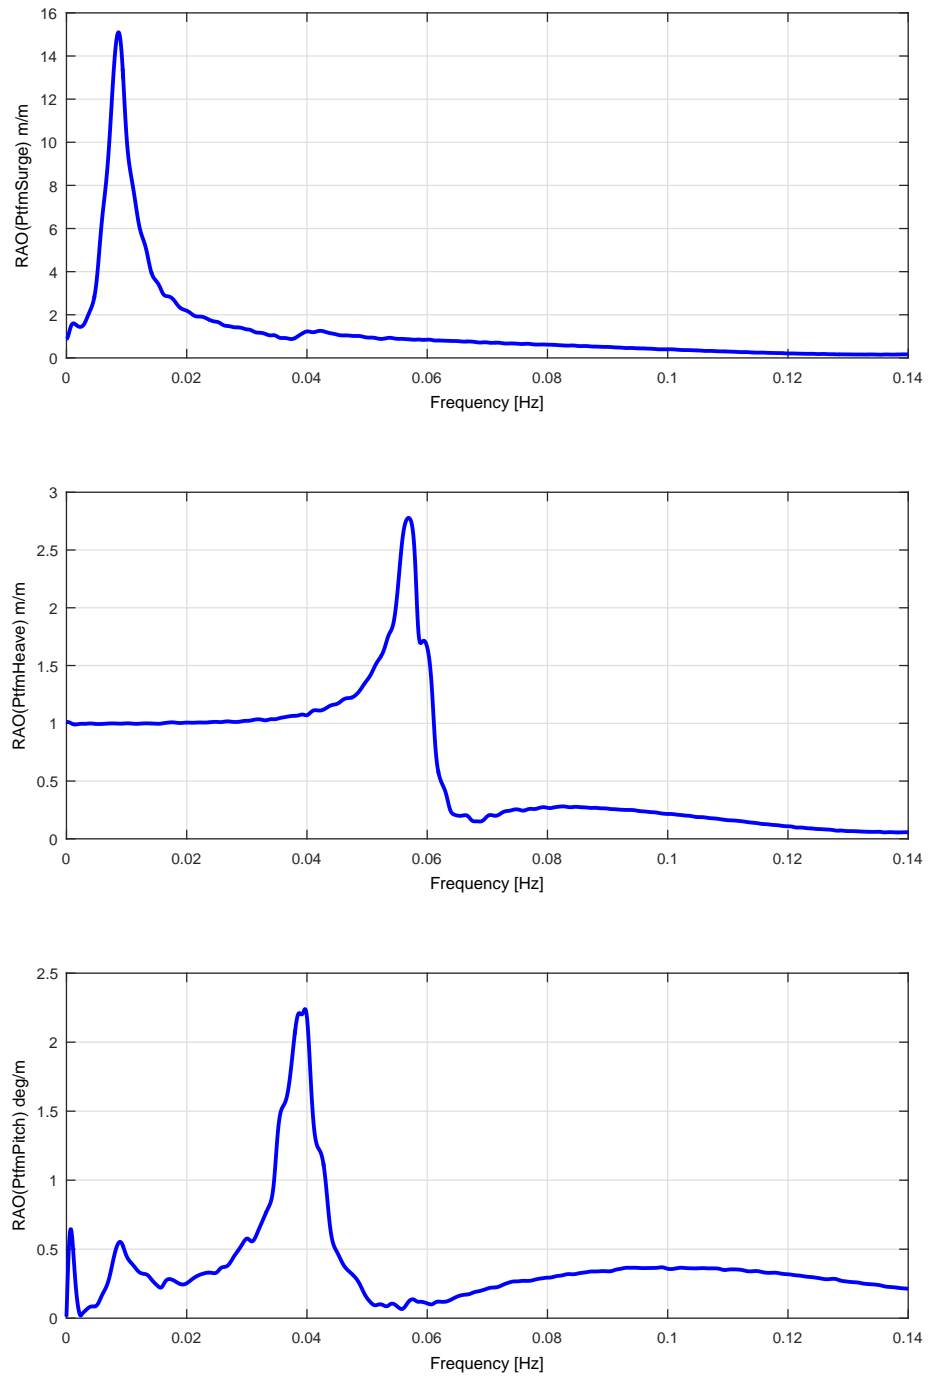 16
14
12
10
8
6
4
2
0
RAO(PtfmSurge) m/m
0 0.02 0.04 0.06 0.08 0.1 0.12 0.14
Frequency [Hz]
3
2.5
2
1.5
1
0.5
0
RAO(PtfmHeave) m/m
0 0.02 0.04 0.06 0.08 0.1 0.12 0.14
Frequency [Hz]
2.5
2
1.5
1
0.5
0
RAO(PtfmPitch) deg/m
0 0.02 0.04 0.06 0.08 0.1 0.12 0.14
Frequency [Hz]